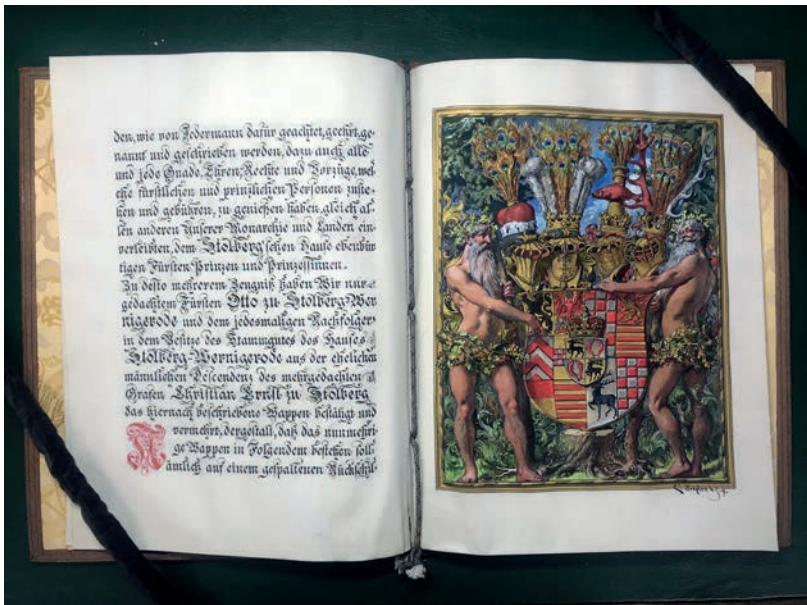 den, wie von Jedermann dafür geachtet, geehrt, ge-
nannt und geschrieben werden, dazu auch alle
und jede Gnade, Ehren, Rechte und Vorzüge, wel-
che fürstlichen und prinzlichen Personen zuste-
hen und gebühren, zu genießen haben, gleich al-
len anderen Unserer Monarchie und Landen ein-
verleibten, dem Stolberg'schen Hause ebenbür
tigen Fürsten Prinzen und Prinzessinnen.
Zu desto mehrerem Zeugniß haben Wir nur-
gedachtem Fürsten Otto zu Stolberg-Wer
nigerode und dem jedesmaligen Nachfolger
in dem Besitze des Stammgutes des Hauses
Stolberg-Wernigerode aus der ehelichen
männlichen Descendenz des mehrgedachten
Grafen Christian Ernst zu Stolberg
das hiernach beschriebene Wappen bestätigt und
vermehrt, dergestalt, daß das nunmehri
ge Wappen in Folgendem bestehen soll:
Nämlich auf einem gespaltenen Rückschil-